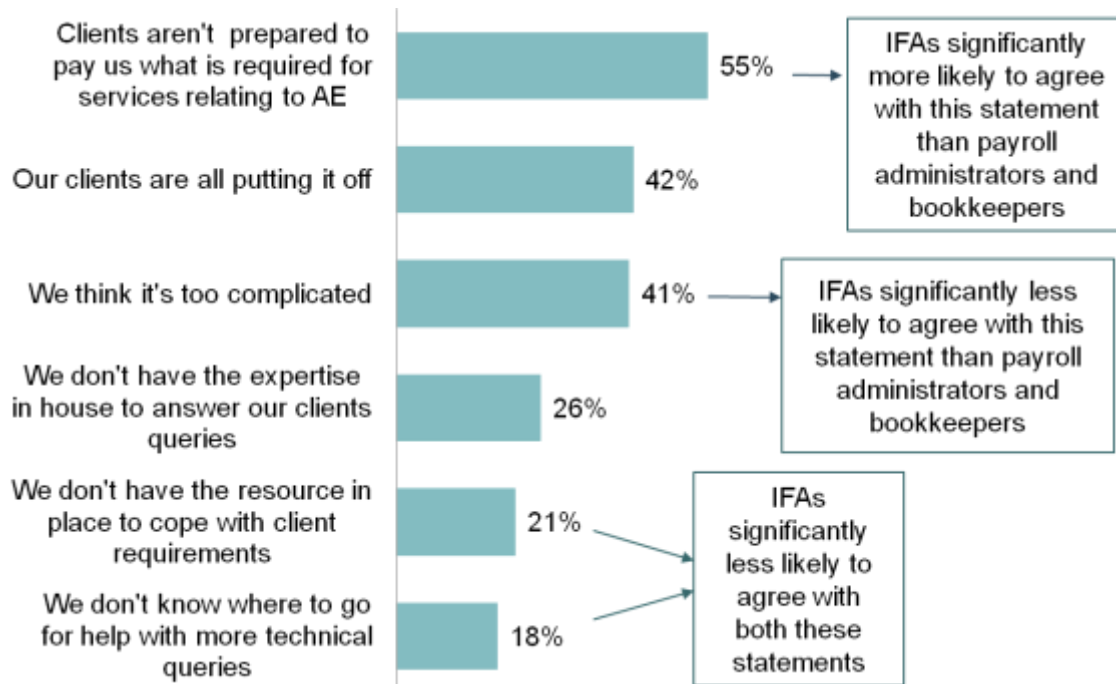 Clients aren't prepared to
pay us what is required for
services relating to AE
55%
IFAs significantly
more likely to agree
with this statement
than payroll
administrators and
bookkeepers
Our clients are all putting it off
42%
We think it's too complicated
41%
IFAs significantly less
likely to agree with this
statement than payroll
administrators and
bookkeepers
We don't have the expertise
in house to answer our clients
queries
26%
We don't have the resource in
place to cope with client
requirements
21%
We don't know where to go
for help with more technical
queries
18%
IFAs
significantly
less likely to
agree with
both these
statements